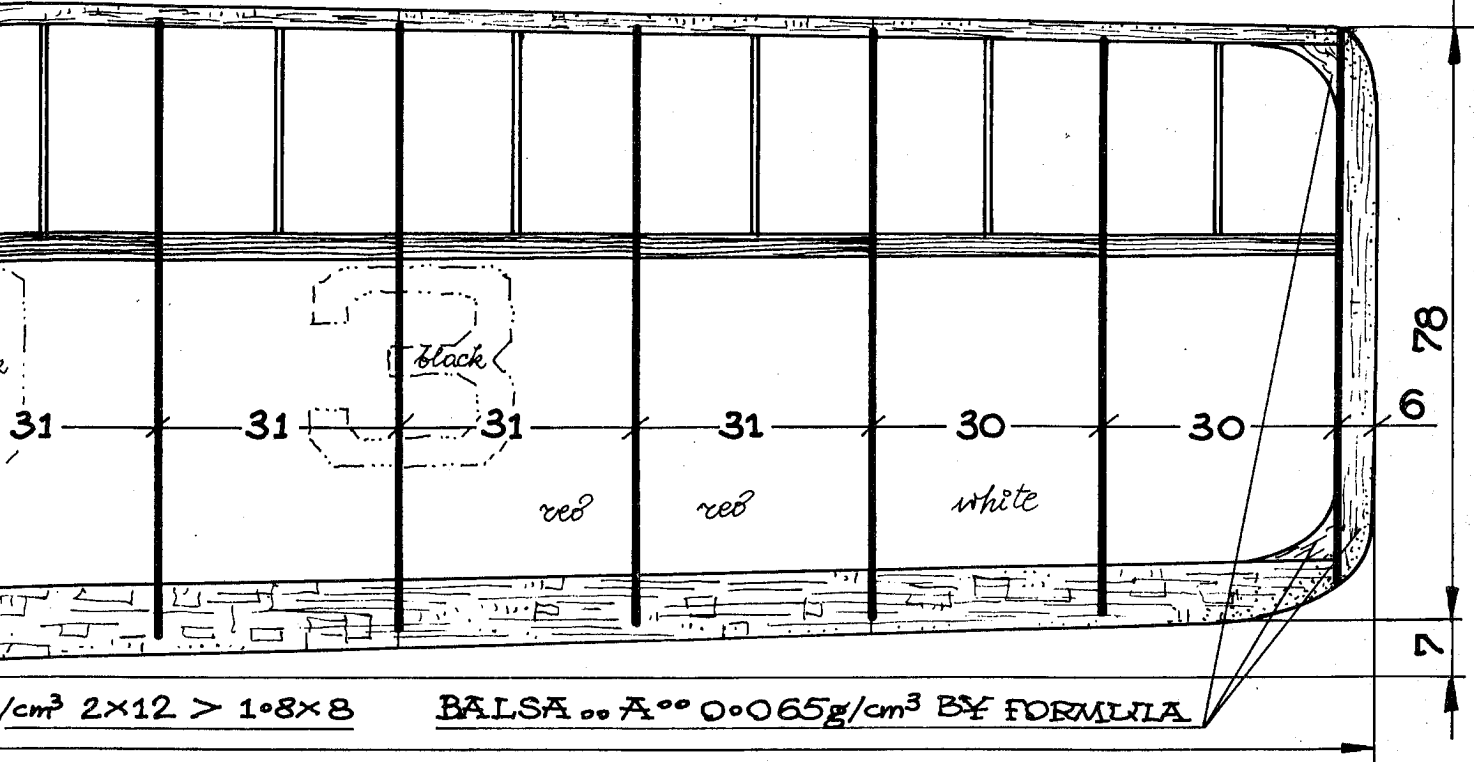 78
3
black
31 31 31 31 30 30 6
red red white
7
/cm³ 2×12 > 1·8×8 BALSA .. A°° 0·065g/cm³ BY FORMULA